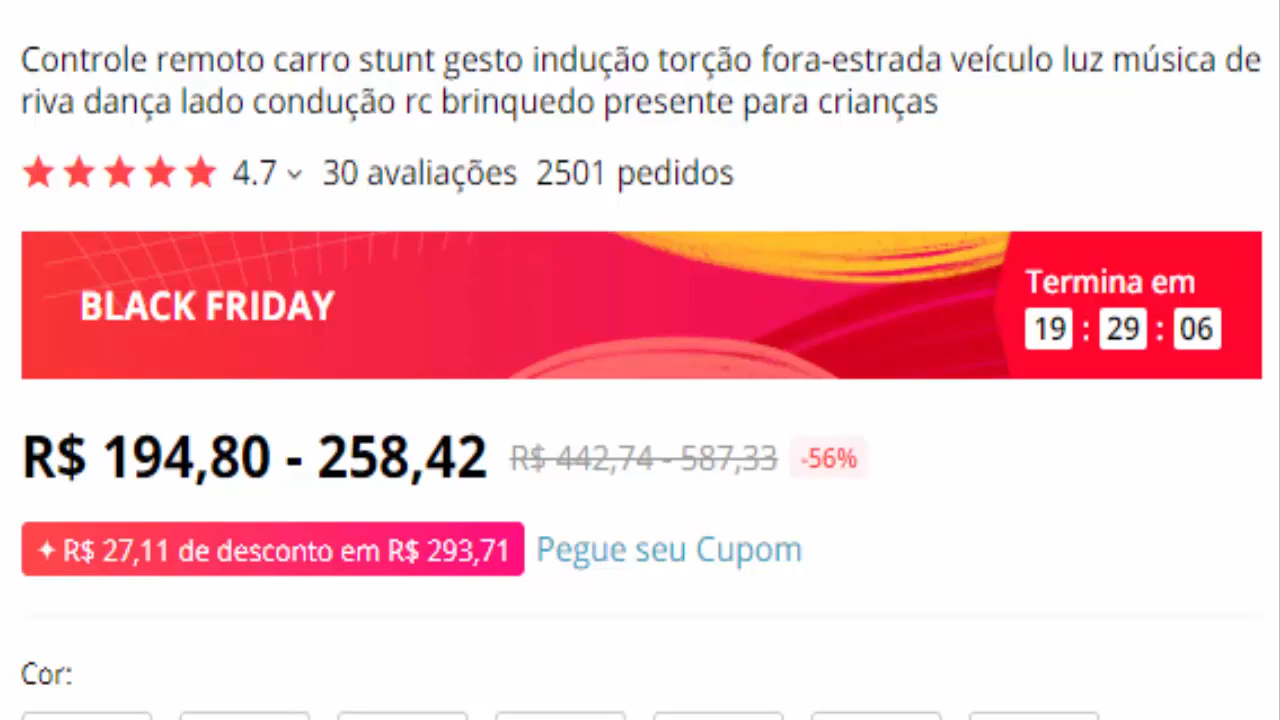 Controle remoto carro stunt gesto indução torção fora-estrada veículo luz música de
riva dança lado condução rc brinquedo presente para crianças
4.7 30 avaliações 2501 pedidos
BLACK FRIDAY
Termina em
19 : 29 : 06
R$ 194,80 - 258,42 R$ 442,74 - 587,33 -56%
R$ 27,11 de desconto em R$ 293,71 Pegue seu Cupom
Cor: